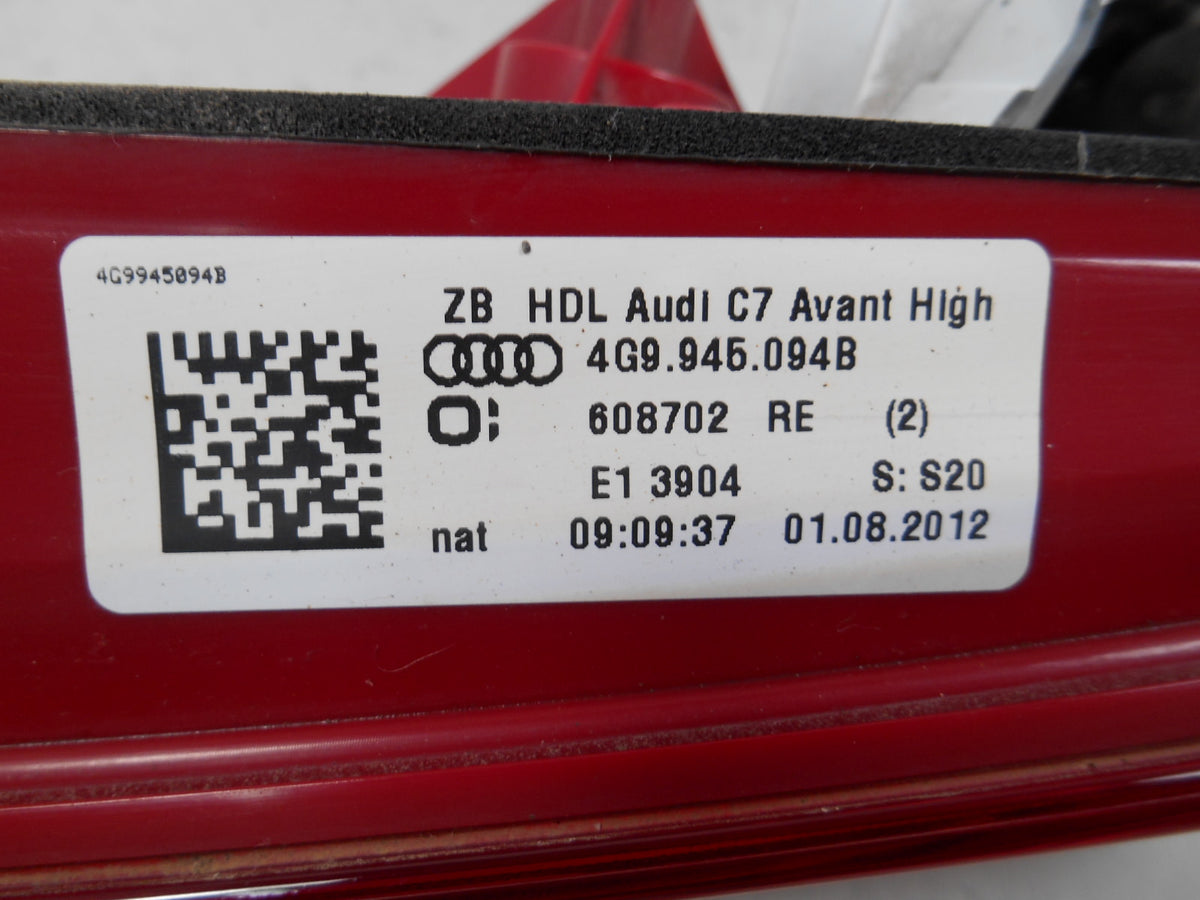 4G9945094B
ZB HDL Audi C7 Avant High
4G9.945.094B
608702 RE (2)
E1 3904 S: S20
nat 09:09:37 01.08.2012